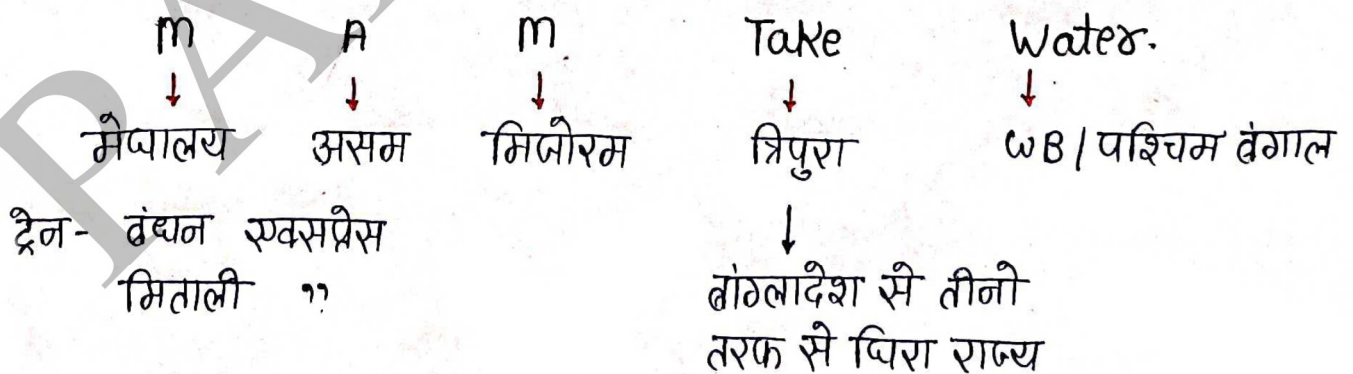 M A M Take Water.
↓ ↓ ↓ ↓ ↓
मेघालय असम मिजोरम त्रिपुरा WB / पश्चिम बंगाल
ट्रेन - बंधन एक्सप्रेस
↓
मिताली "
बांग्लादेश से तीनो
तरफ से घिरा राज्य